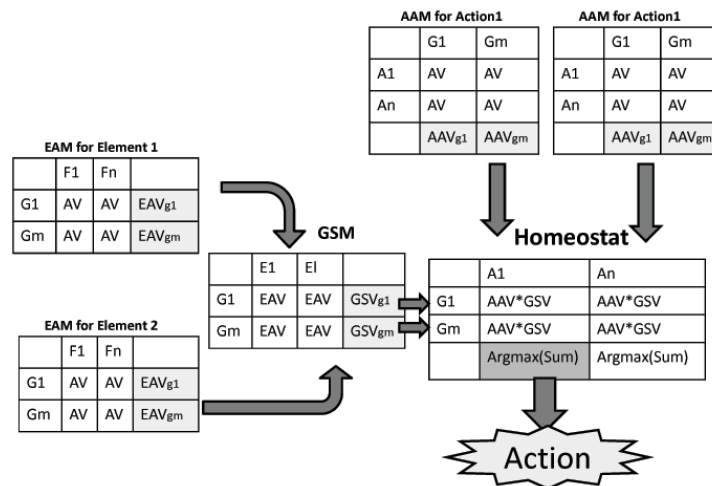 AAM for Action1
G1 Gm
A1 AV AV
An AV AV
AAVg1 AAVgm
AAM for Action1
G1 Gm
A1 AV AV
An AV AV
AAVg1 AAVgm
EAM for Element 1
F1 Fn
G1 AV AV EAVg1
Gm AV AV EAVgm
GSM
E1 El
G1 EAV EAV GSVg1
Gm EAV EAV GSVgm
Homeostat
A1 An
G1 AAV*GSV AAV*GSV
Gm AAV*GSV AAV*GSV
Argmax(Sum) Argmax(Sum)
EAM for Element 2
F1 Fn
G1 AV AV EAVg1
Gm AV AV EAVgm
Action